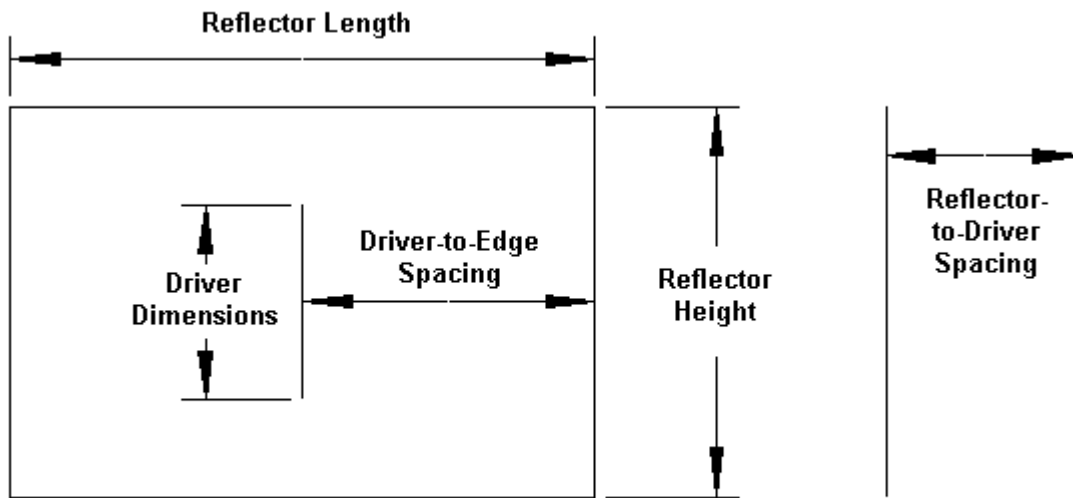 Reflector Length
Driver-to-Edge
Spacing
Driver
Dimensions
Reflector
Height
Reflector-
to-Driver
Spacing